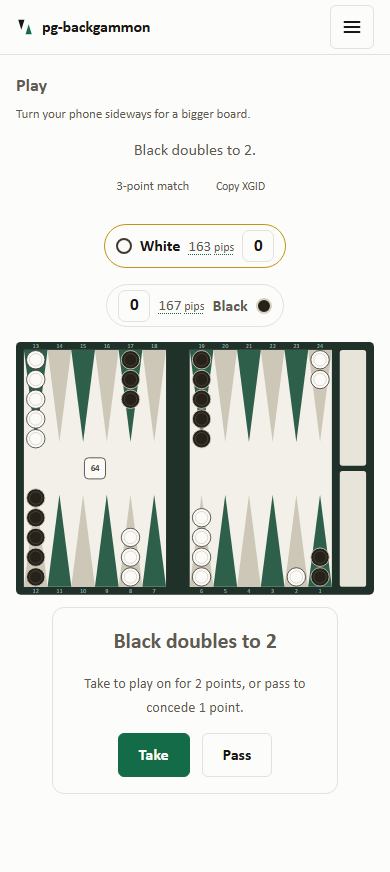 pg-backgammon
Play
Turn your phone sideways for a bigger board.
Black doubles to 2.
3-point match Copy XGID
White 163 pips 0
0 167 pips Black
13 14 15 16 17 18 19 20 21 22 23 24
64
12 11 10 9 8 7 6 5 4 3 2 1
Black doubles to 2
Take to play on for 2 points, or pass to
concede 1 point.
Take Pass